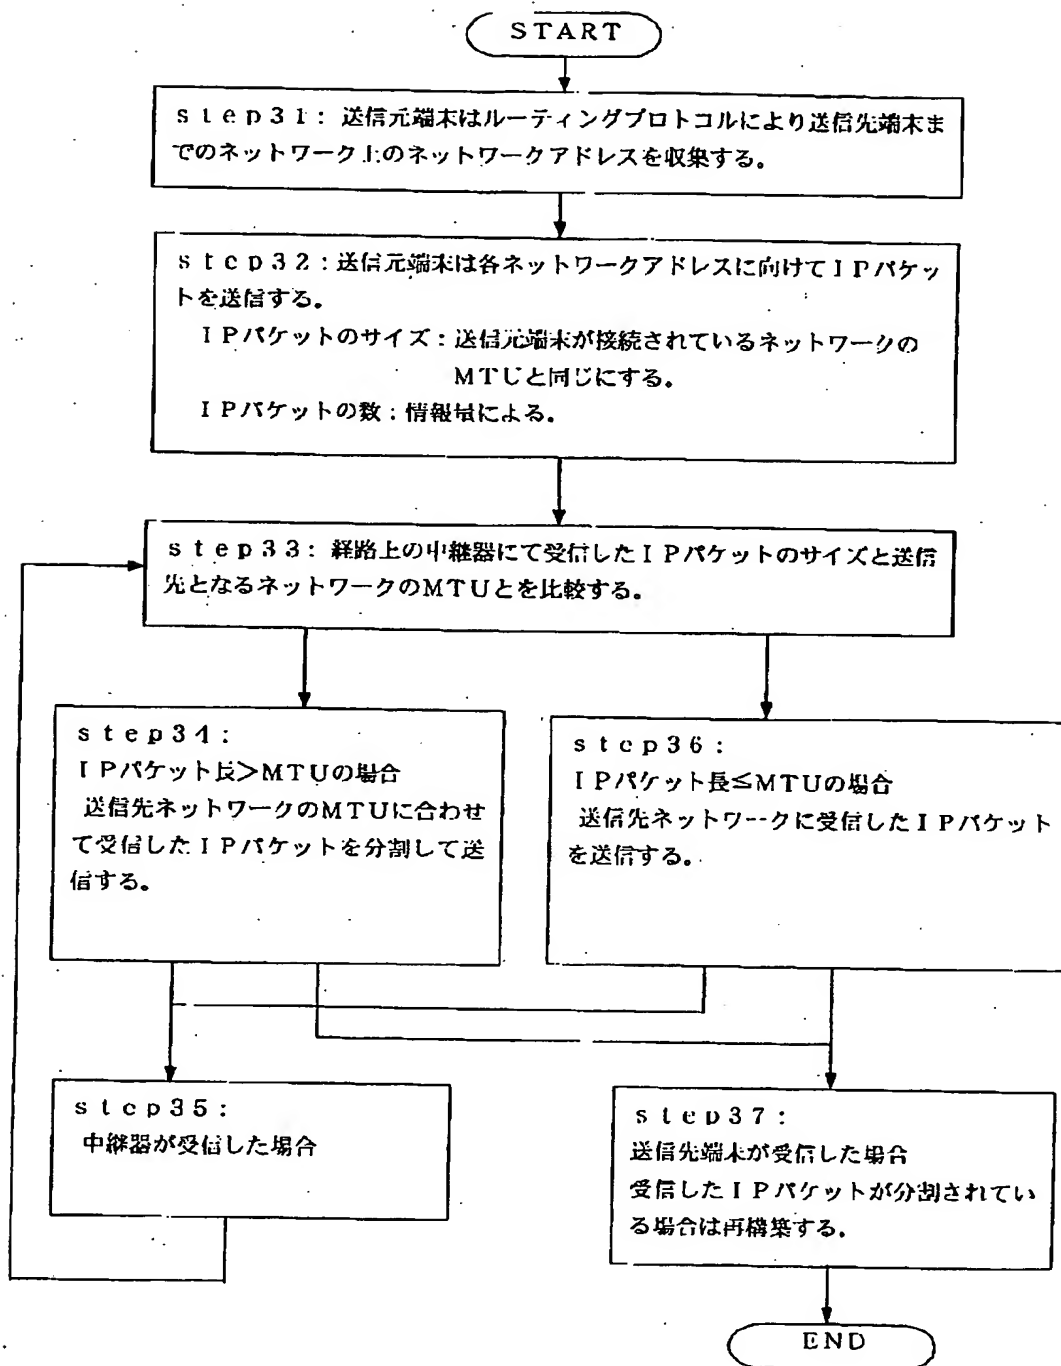 START
step31: 送信元端末はルーティングプロトコルにより送信先端末ま
でのネットワーク上のネットワークアドレスを収集する。
step32:送信元端末は各ネットワークアドレスに向けてIPパケッ
トを送信する。
IPパケットのサイズ:送信元端末が接続されているネットワークの
MTUと同じにする。
IPパケットの数:情報量による。
step33: 経路上の中継器にて受信したIPパケットのサイズと送信
先となるネットワークのMTUとを比較する。
step34:
IPパケット長>MTUの場合
送信先ネットワークのMTUに合わせ
て受信したIPパケットを分割して送
信する。
step36:
IPパケット長≦MTUの場合
送信先ネットワークに受信したIPパケット
を送信する。
step35:
中継器が受信した場合
step37:
送信先端末が受信した場合
受信したIPパケットが分割されてい
る場合は再構築する。
END